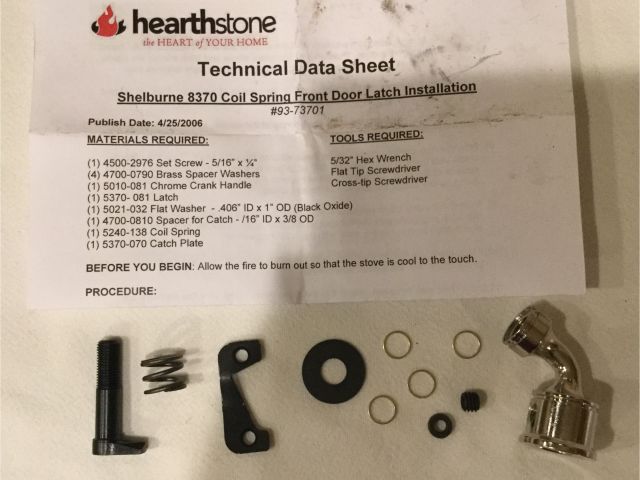 hearthstone
the HEART of YOUR HOME
Technical Data Sheet
Shelburne 8370 Coil Spring Front Door Latch Installation
#93-73701
Publish Date: 4/25/2006
MATERIALS REQUIRED:
TOOLS REQUIRED:
(1) 4500-2976 Set Screw - 5/16" x ¼"
(4) 4700-0790 Brass Spacer Washers
(1) 5010-081 Chrome Crank Handle
(1) 5370- 081 Latch
(1) 5021-032 Flat Washer - .406" ID x 1" OD (Black Oxide)
(1) 4700-0810 Spacer for Catch - /16" ID x 3/8 OD
(1) 5240-138 Coil Spring
(1) 5370-070 Catch Plate
5/32" Hex Wrench
Flat Tip Screwdriver
Cross-tip Screwdriver
BEFORE YOU BEGIN: Allow the fire to burn out so that the stove is cool to the touch.
PROCEDURE: